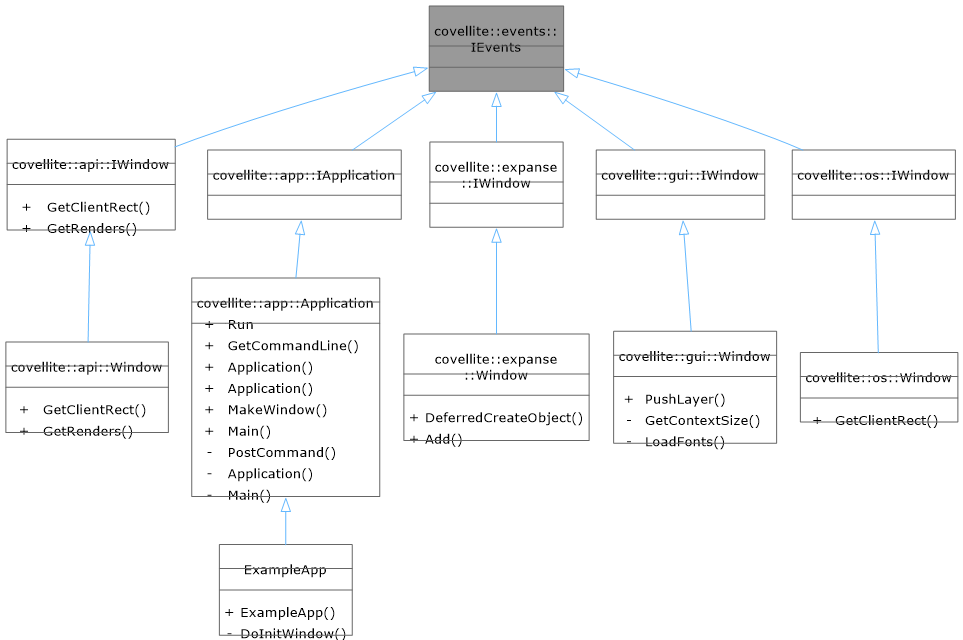 covellite::events::
IEvents
covellite::api::IWindow
+ GetClientRect()
+ GetRenders()
covellite::app::IApplication
covellite::expanse
::IWindow
covellite::gui::IWindow
covellite::os::IWindow
covellite::api::Window
+ GetClientRect()
+ GetRenders()
covellite::app::Application
+ Run
+ GetCommandLine()
+ Application()
+ Application()
+ MakeWindow()
+ Main()
- PostCommand()
- Application()
- Main()
covellite::expanse
::Window
+ DeferredCreateObject()
+ Add()
covellite::gui::Window
+ PushLayer()
- GetContextSize()
- LoadFonts()
covellite::os::Window
+ GetClientRect()
ExampleApp
+ ExampleApp()
- DoInitWindow()